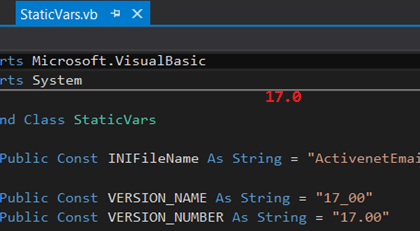 StaticVars.vb
rts Microsoft.VisualBasic
rts System
17.0
nd Class StaticVars
Public Const INIFileName As String = "ActivenetEmai
Public Const VERSION_NAME As String = "17_00"
Public Const VERSION_NUMBER As String = "17.00"